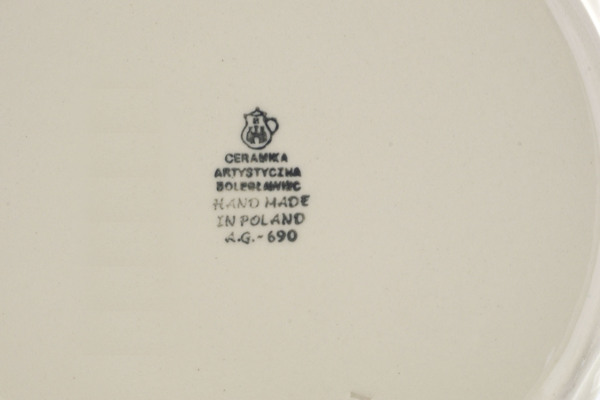 CERAMIKA
ARTYSTYCZNA
BOLESŁAWIEC
HAND MADE
IN POLAND
A.G.-690